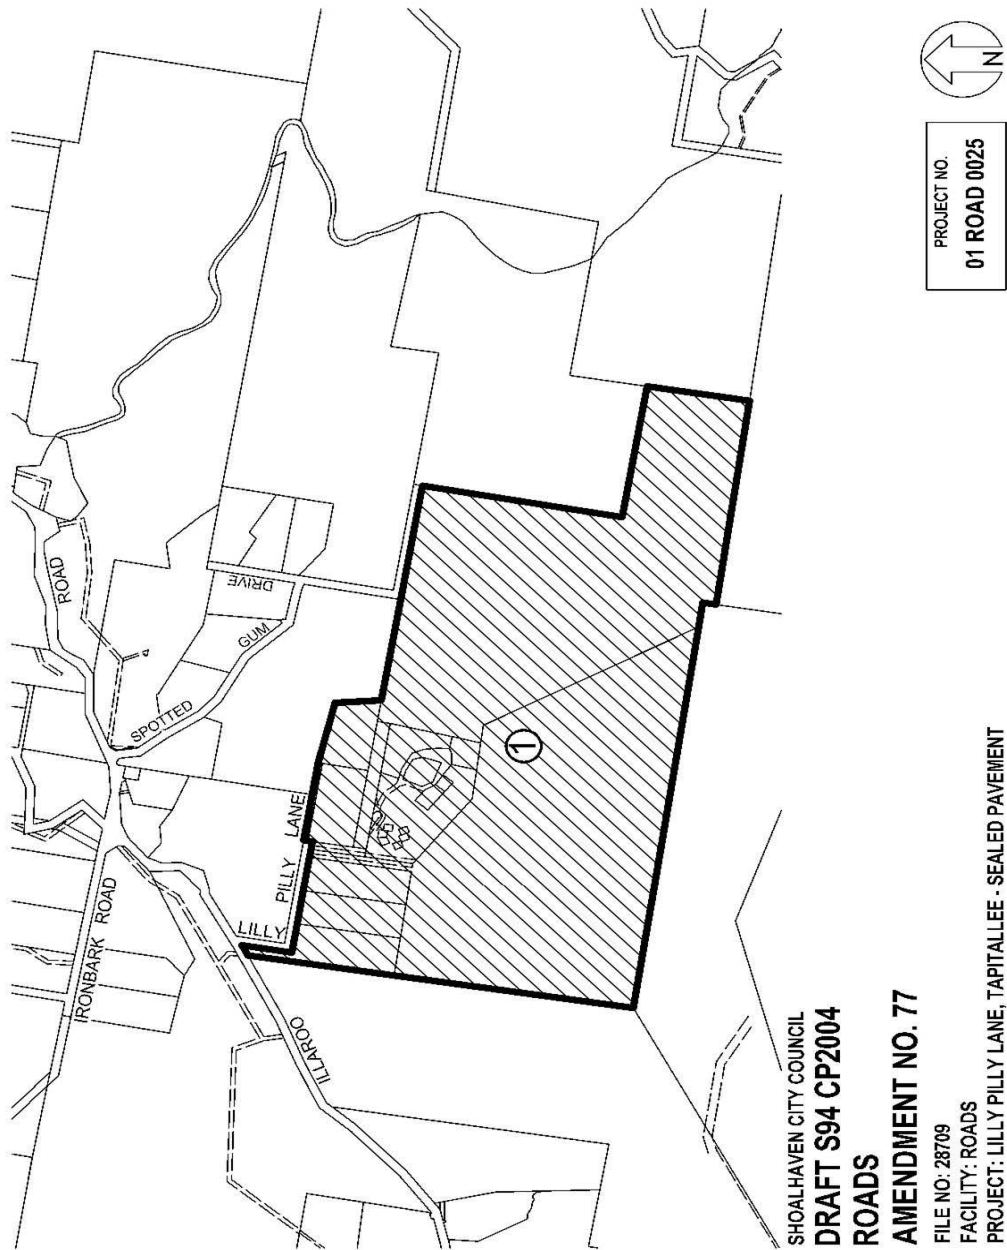 IRONBARK ROAD
ROAD
ILLAROO
SPOTTED
GUM
DRIVE
LILLY PILLY LANE
1
SHOALHAVEN CITY COUNCIL
DRAFT S94 CP2004
ROADS
AMENDMENT NO. 77
FILE NO: 28709
FACILITY: ROADS
PROJECT: LILLY PILLY LANE, TAPITALLEE - SEALED PAVEMENT
PROJECT NO.
01 ROAD 0025
N